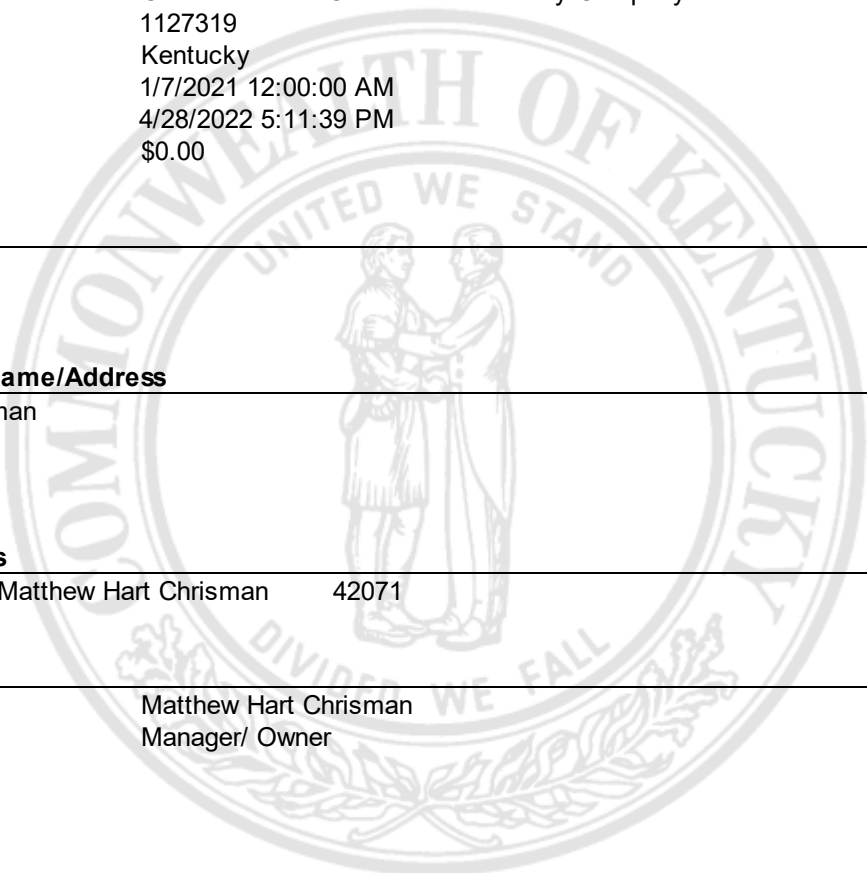 1127319
Kentucky
1/7/2021 12:00:00 AM
4/28/2022 5:11:39 PM
$0.00
COMMONWEALTH OF KENTUCKY
UNITED WE STAND
ame/Address
nan
s
Matthew Hart Chrisman 42071
DIVIDED WE FALL
Matthew Hart Chrisman
Manager/ Owner